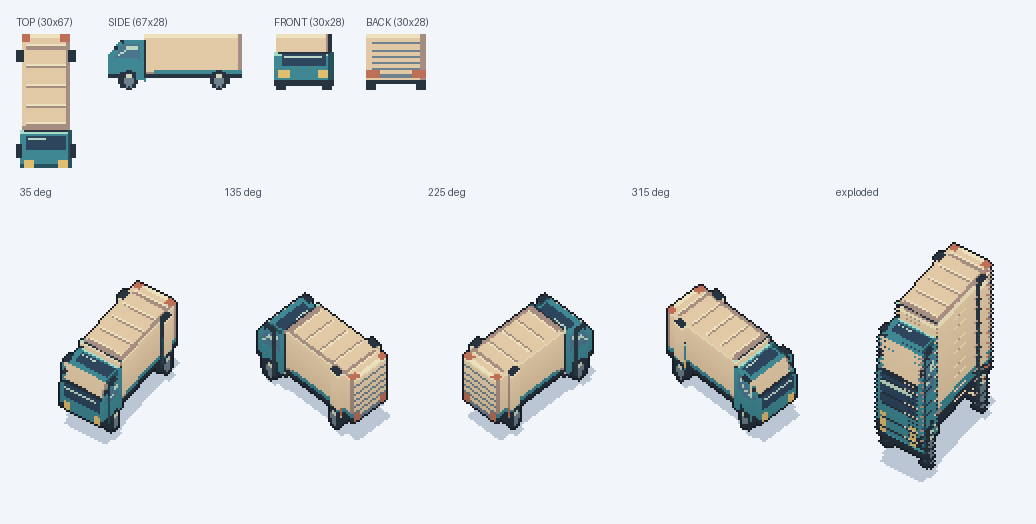 TOP (30x67) SIDE (67x28) FRONT (30x28) BACK (30x28)
35 deg 135 deg 225 deg 315 deg exploded